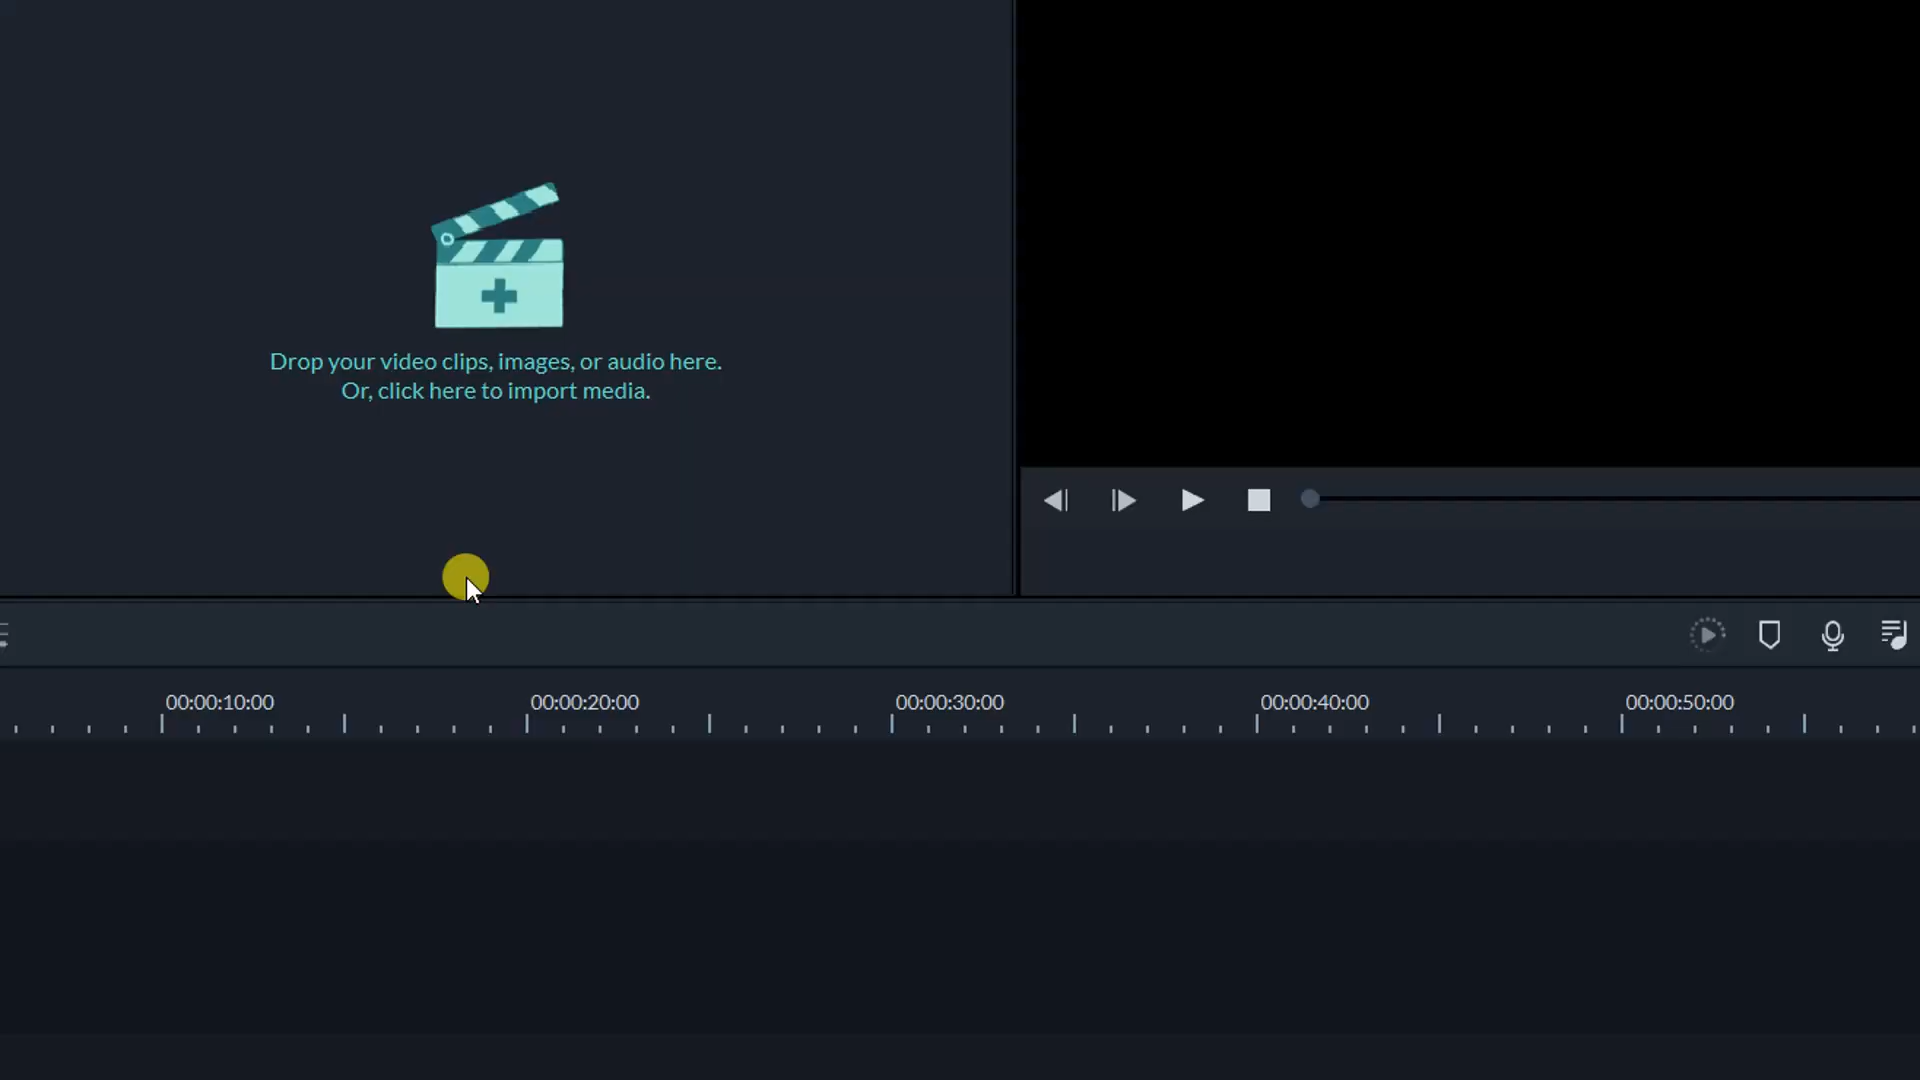 Drop your video clips, images, or audio here.
Or, click here to import media.
00:00:10:00 00:00:20:00 00:00:30:00 00:00:40:00 00:00:50:00